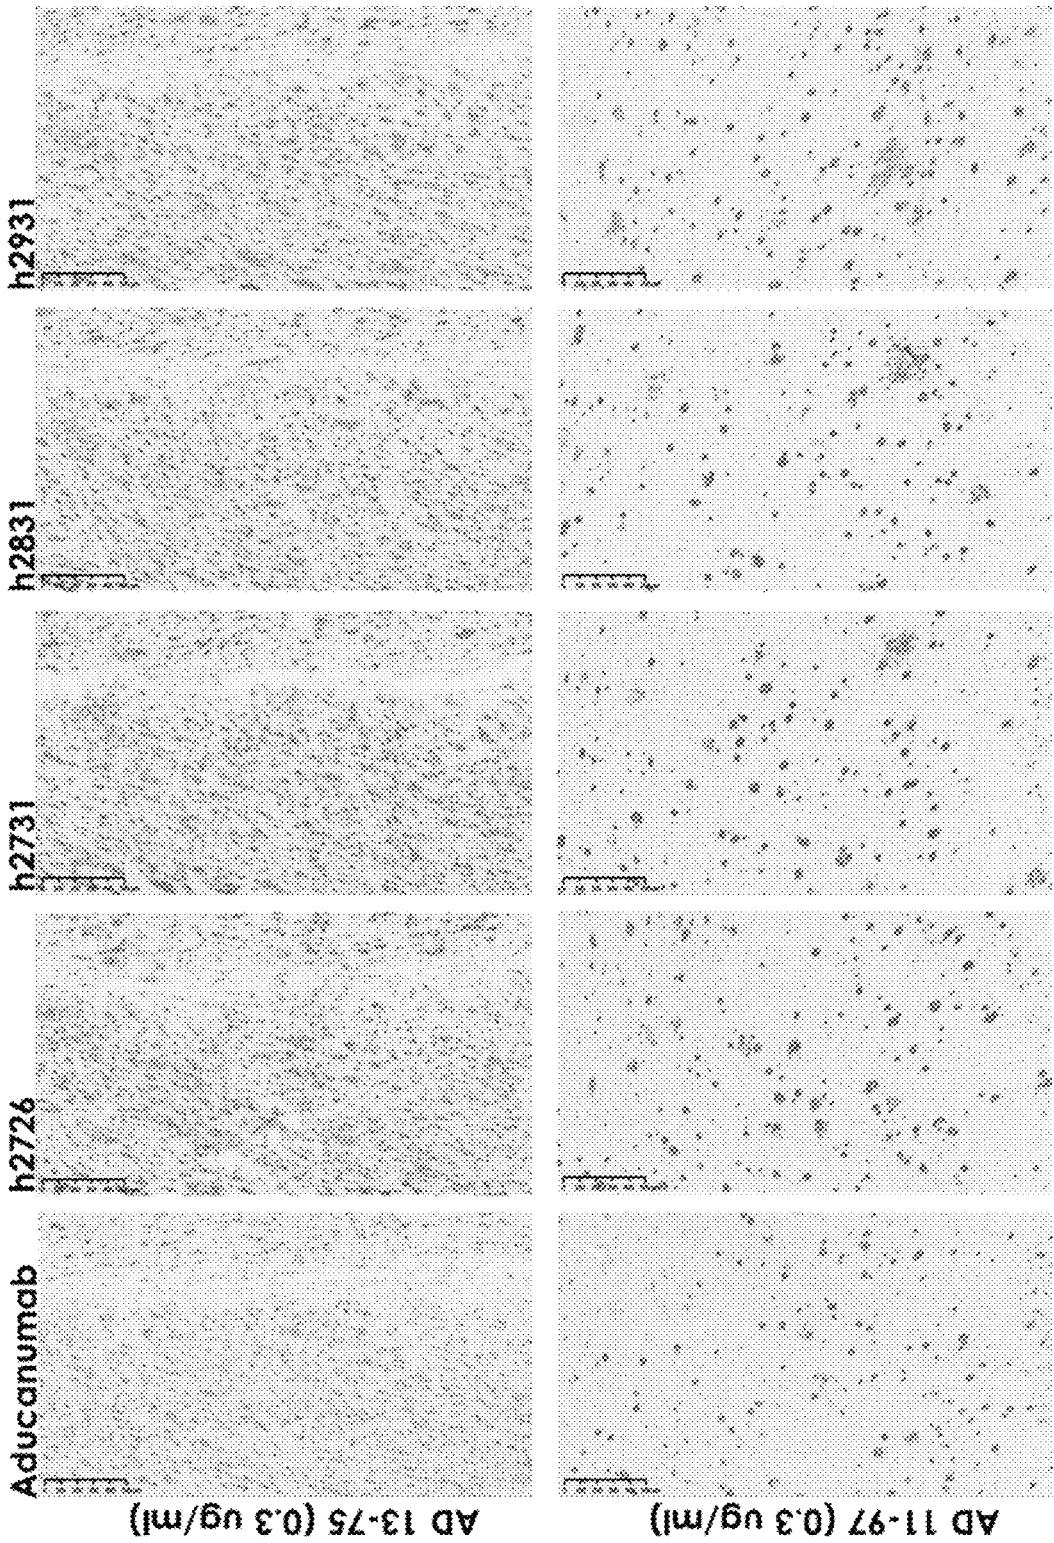 Aducanumab
h2726
h2731
h2831
h2931
AD 13-75 (0.3 ug/ml)
AD 11-97 (0.3 ug/ml)